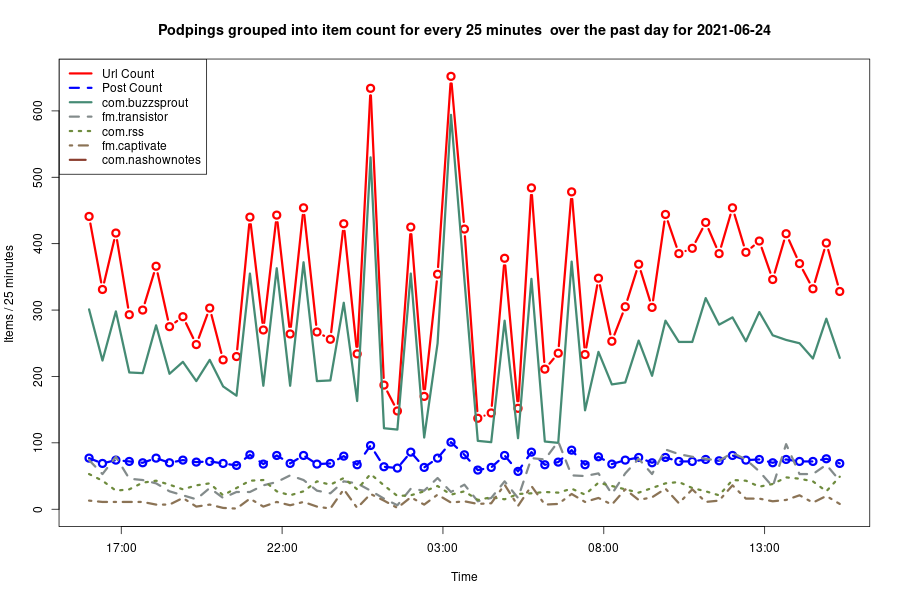 Podpings grouped into item count for every 25 minutes  over the past day for 2021-06-24
Url Count
Post Count
com.buzzsprout
fm.transistor
com.rss
fm.captivate
com.nashownotes
Items / 25 minutes
600
500
400
300
200
100
0
17:00
22:00
03:00
08:00
13:00
Time